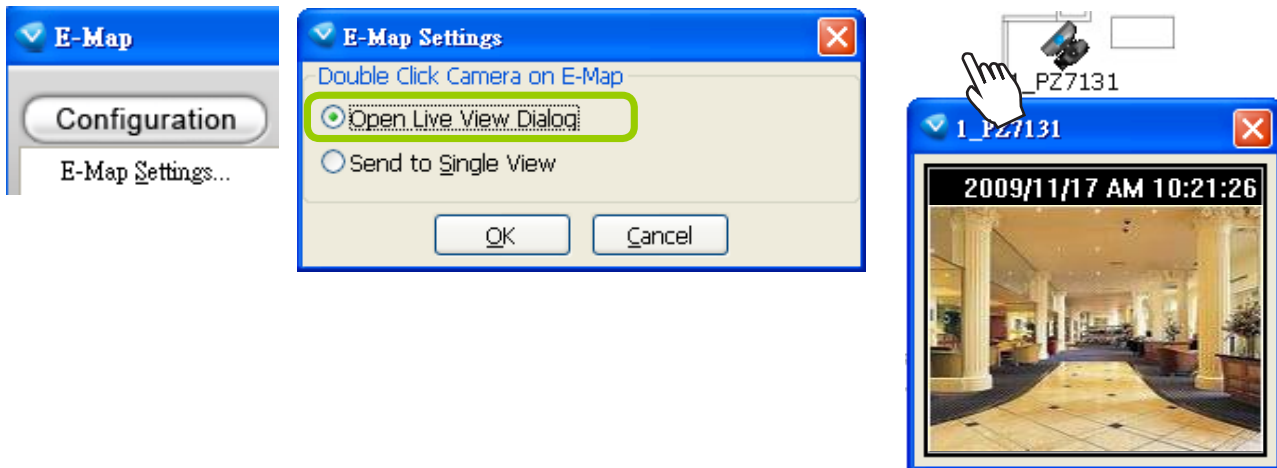 E-Map
Configuration
E-Map Settings...
E-Map Settings
Double Click Camera on E-Map
Open Live View Dialog
Send to Single View
OK
Cancel
1_PZ7131
1_PZ7131
2009/11/17 AM 10:21:26